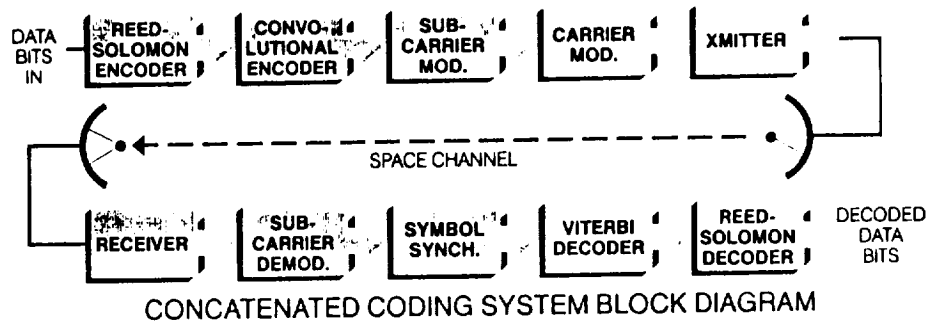 DATA
BITS
IN
REED-
SOLOMON
ENCODER
CONVO-
LUTIONAL
ENCODER
SUB-
CARRIER
MOD.
CARRIER
MOD.
XMITTER
SPACE CHANNEL
RECEIVER
SUB-
CARRIER
DEMOD.
SYMBOL
SYNCH.
VITERBI
DECODER
REED-
SOLOMON
DECODER
DECODED
DATA
BITS
CONCATENATED CODING SYSTEM BLOCK DIAGRAM